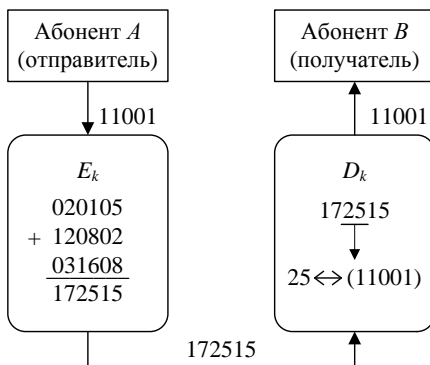 Абонент A
(отправитель)
Абонент B
(получатель)
11001
11001
E_k
020105
+ 120802
031608
172515
D_k
172515
25↔(11001)
172515